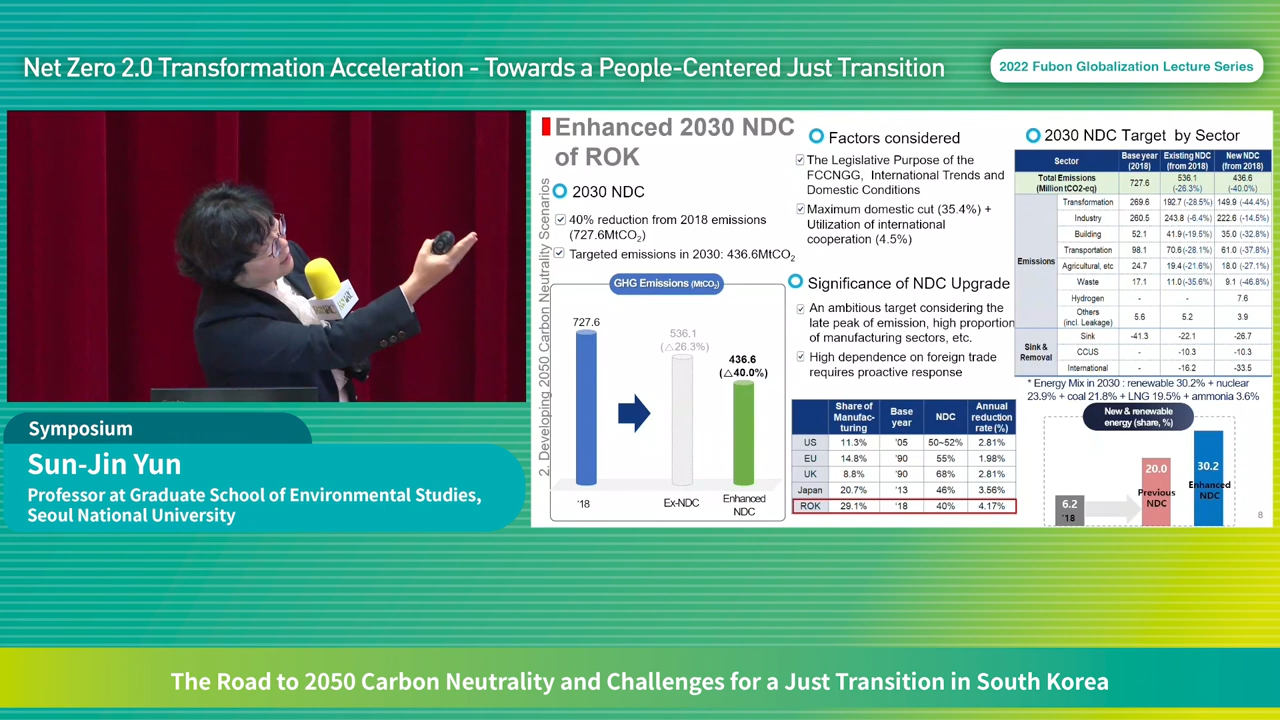 Net Zero 2.0 Transformation Acceleration - Towards a People-Centered Just Transition
2022 Fubon Globalization Lecture Series
Symposium
Sun-Jin Yun
Professor at Graduate School of Environmental Studies,
Seoul National University
2. Developing 2050 Carbon Neutrality Scenarios
Enhanced 2030 NDC
of ROK
2030 NDC
40% reduction from 2018 emissions
(727.6MtCO₂)
Targeted emissions in 2030: 436.6MtCO₂
GHG Emissions (MtCO₂)
727.6
536.1
(△26.3%)
436.6
(△40.0%)
'18
Ex-NDC
Enhanced
NDC
Factors considered
The Legislative Purpose of the
FCCNGG, International Trends and
Domestic Conditions
Maximum domestic cut (35.4%) +
Utilization of international
cooperation (4.5%)
Significance of NDC Upgrade
An ambitious target considering the
late peak of emission, high proportion
of manufacturing sectors, etc.
High dependence on foreign trade
requires proactive response
Share of Manufac-turing Base year NDC Annual reduction rate (%)
US 11.3% '05 50~52% 2.81%
EU 14.8% '90 55% 1.98%
UK 8.8% '90 68% 2.81%
Japan 20.7% '13 46% 3.56%
ROK 29.1% '18 40% 4.17%
2030 NDC Target by Sector
Sector Base year (2018) Existing NDC (from 2018) New NDC (from 2018)
Total Emissions (Million tCO2-eq) 727.6 536.1 (-26.3%) 436.6 (-40.0%)
Emissions
Transformation 269.6 192.7 (-28.5%) 149.9 (-44.4%)
Industry 260.5 243.8 (-6.4%) 222.6 (-14.5%)
Building 52.1 41.9 (-19.5%) 35.0 (-32.8%)
Transportation 98.1 70.6 (-28.1%) 61.0 (-37.8%)
Agricultural, etc 24.7 19.4 (-21.6%) 18.0 (-27.1%)
Waste 17.1 11.0 (-35.6%) 9.1 (-46.8%)
Hydrogen - - 7.6
Others (incl. Leakage) 5.6 5.2 3.9
Sink & Removal
Sink -41.3 -22.1 -26.7
CCUS - -10.3 -10.3
International - -16.2 -33.5
* Energy Mix in 2030 : renewable 30.2% + nuclear
23.9% + coal 21.8% + LNG 19.5% + ammonia 3.6%
New & renewable
energy (share, %)
6.2
'18
20.0
Previous
NDC
30.2
Enhanced
NDC
8
The Road to 2050 Carbon Neutrality and Challenges for a Just Transition in South Korea